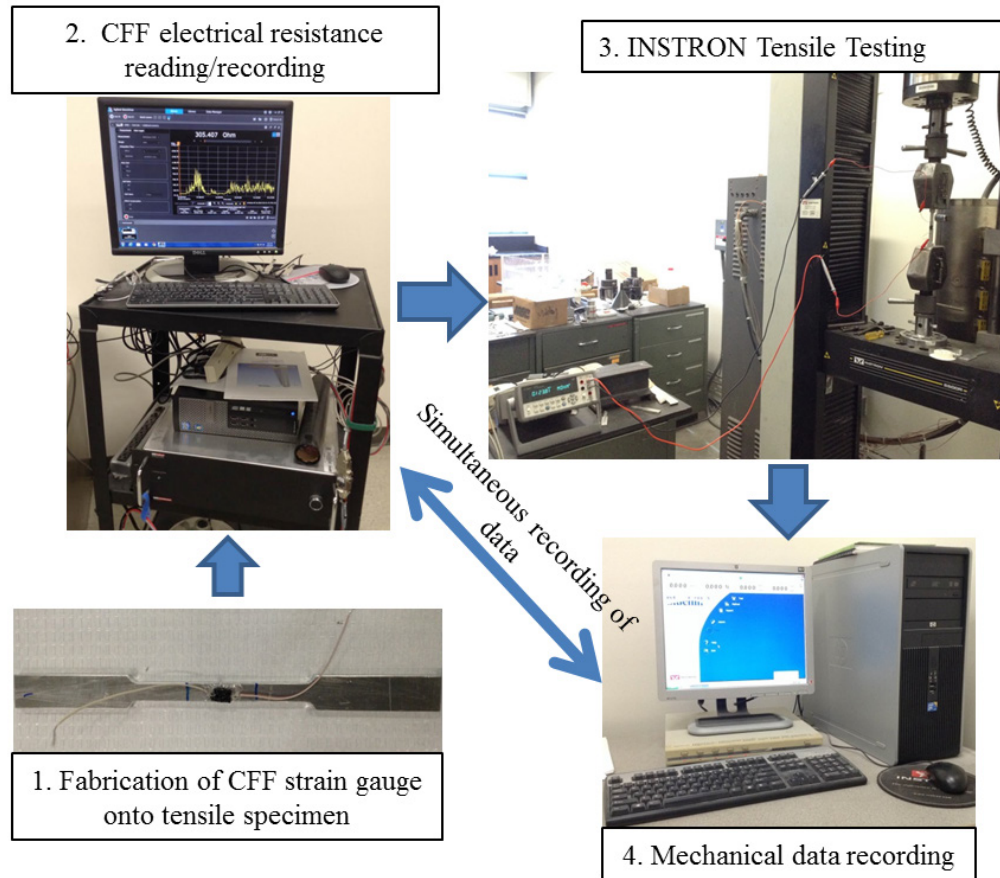 2. CFF electrical resistance
reading/recording
3. INSTRON Tensile Testing
305.407 Ohm
DELL
Simultaneous recording of
data
1. Fabrication of CFF strain gauge
onto tensile specimen
4. Mechanical data recording